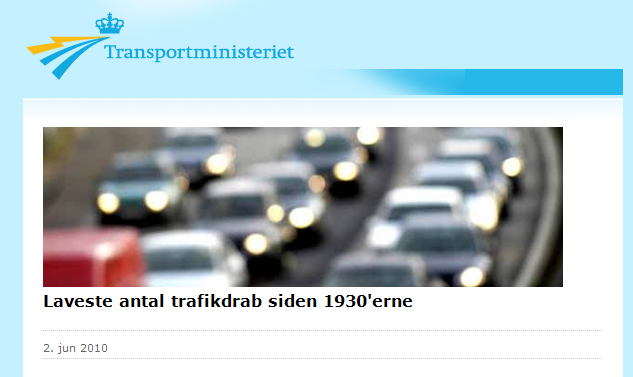 Transportministeriet
Laveste antal trafikdrab siden 1930'erne
2. jun 2010